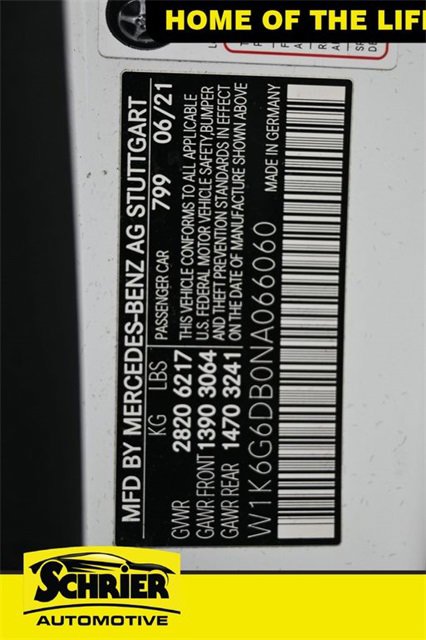 HOME OF THE LIF
MFD BY MERCEDES-BENZ AG STUTTGART
KG LBS PASSENGER CAR 799 06/21
GVWR 2820 6217 THIS VEHICLE CONFORMS TO ALL APPLICABLE
GAWR FRONT 1390 3064 U.S. FEDERAL MOTOR VEHICLE SAFETY,BUMPER
GAWR REAR 1470 3241 AND THEFT PREVENTION STANDARDS IN EFFECT
ON THE DATE OF MANUFACTURE SHOWN ABOVE
W1K6G6DB0NA066060 MADE IN GERMANY
SCHRIER
AUTOMOTIVE